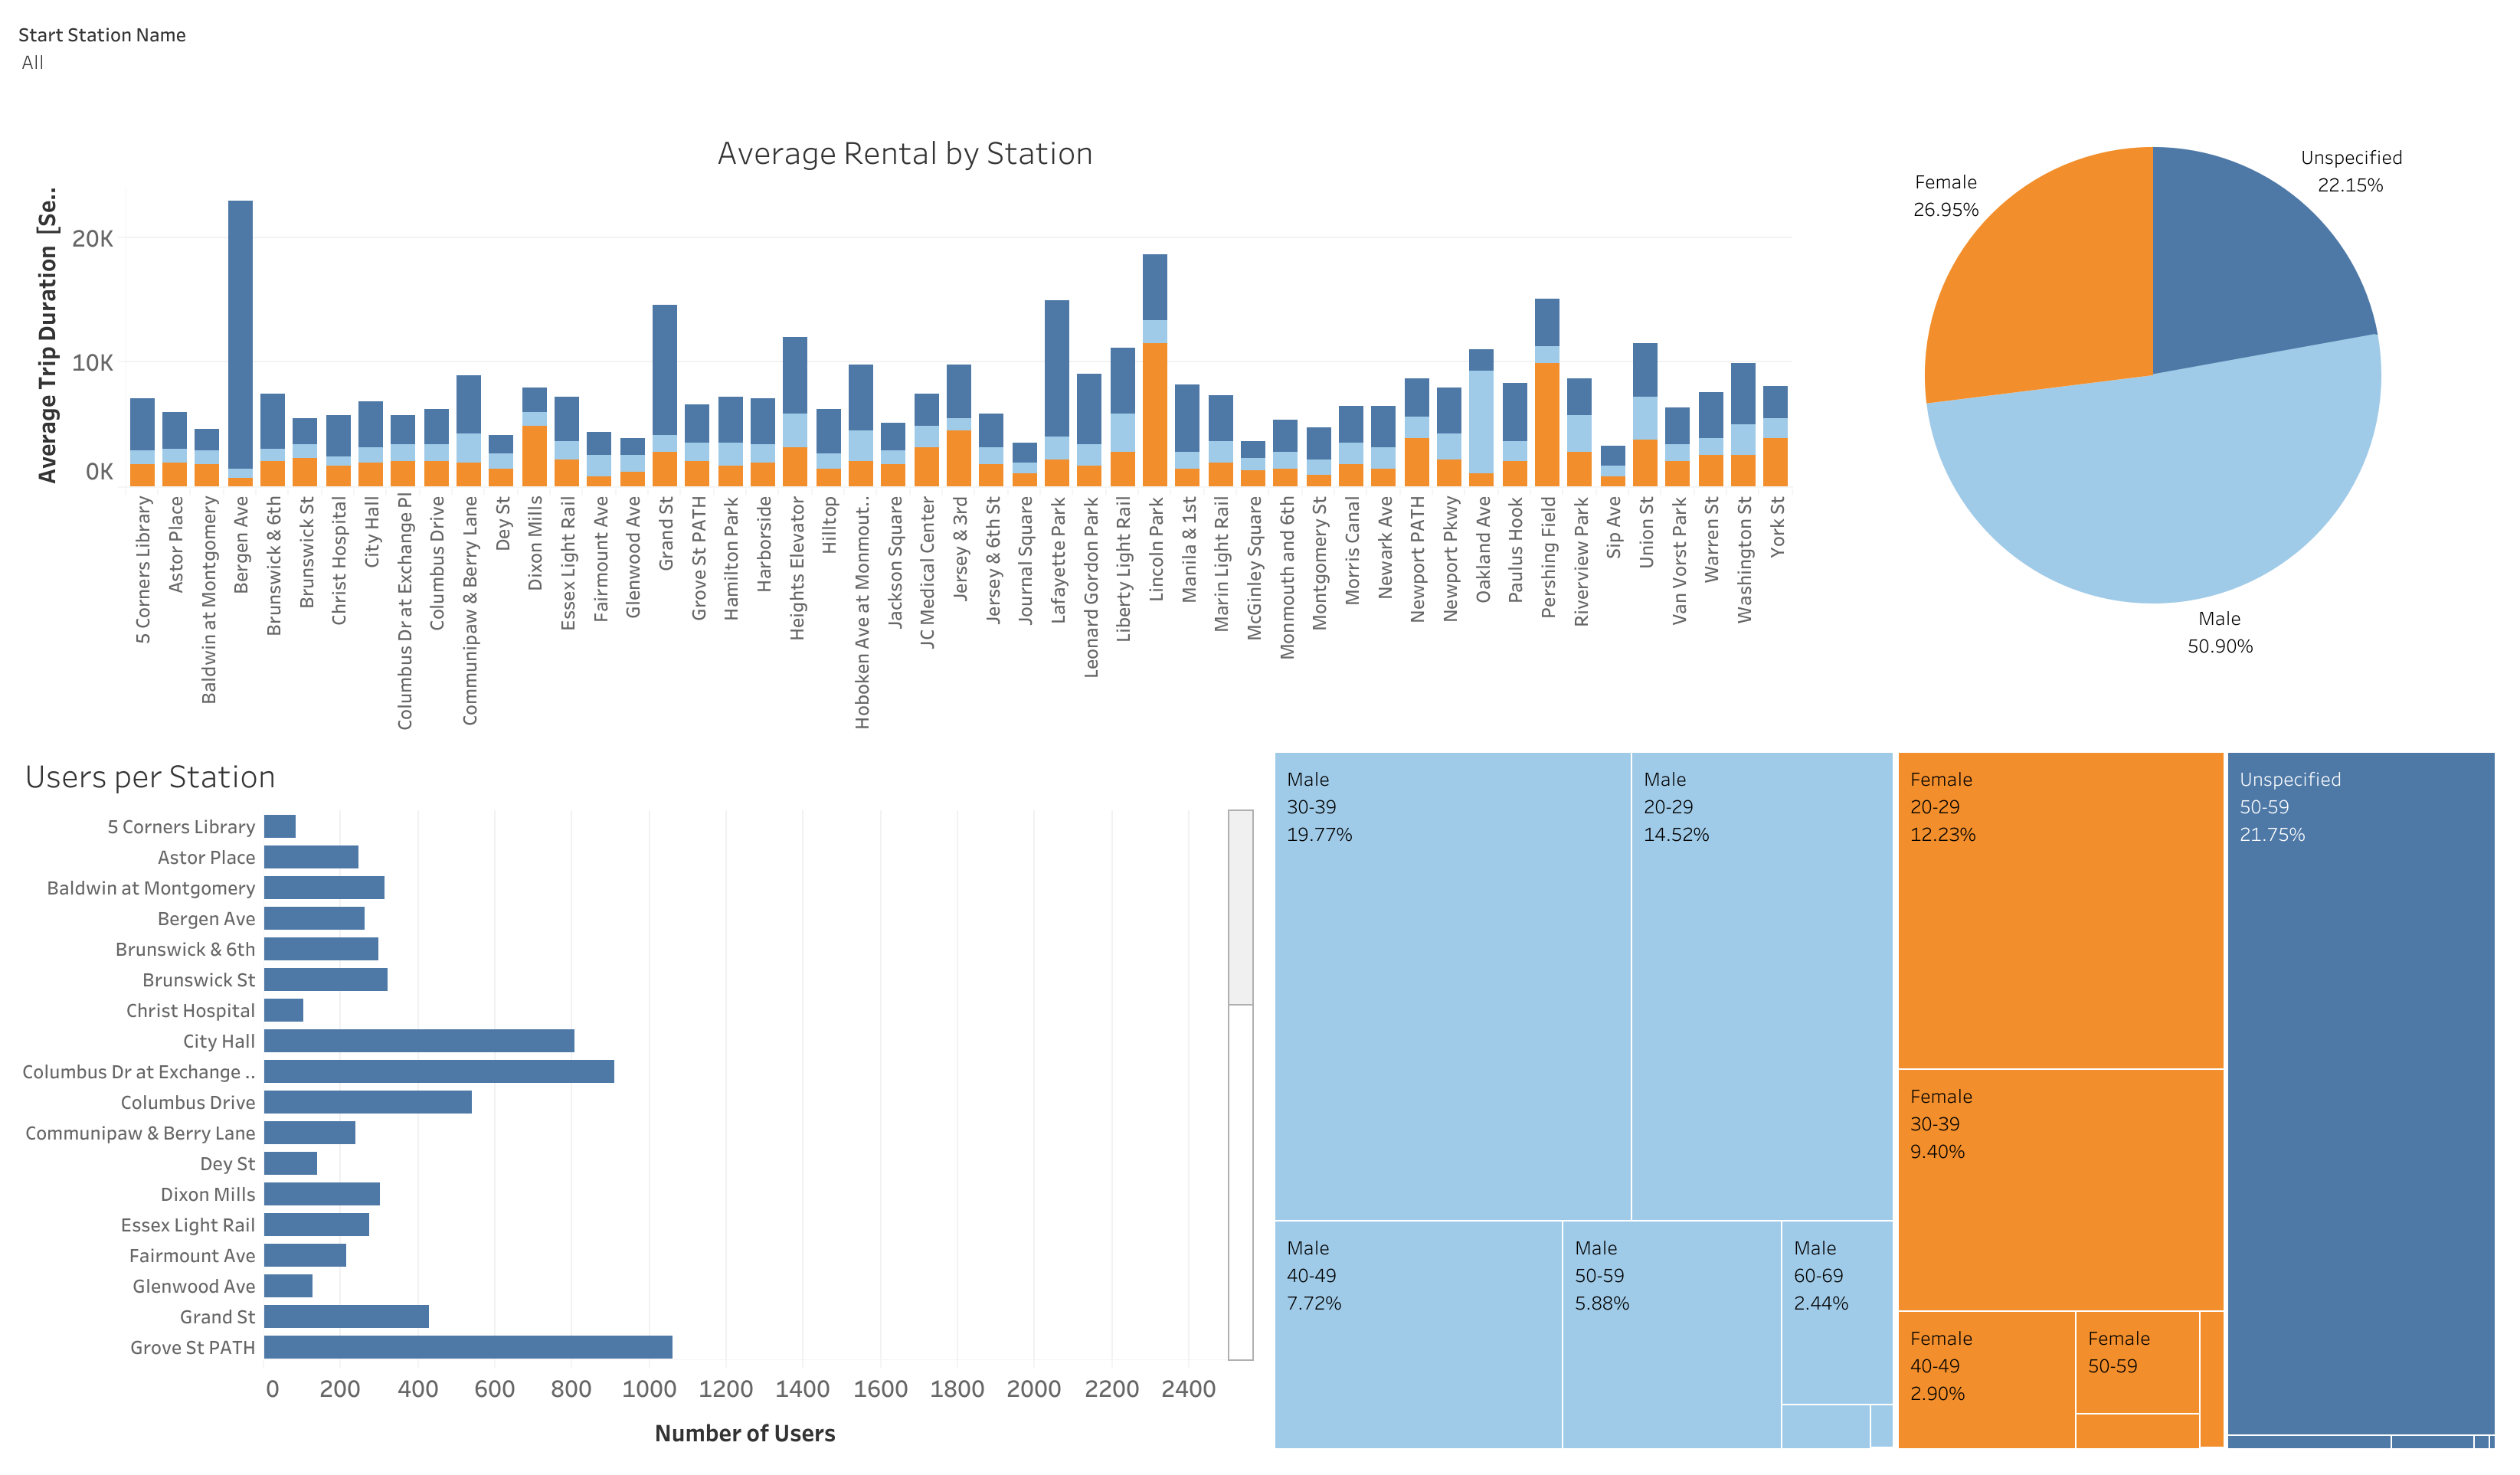 Start Station Name
All
Average Rental by Station
Average Trip Duration [Se..
20K
10K
0K
5 Corners Library
Astor Place
Baldwin at Montgomery
Bergen Ave
Brunswick & 6th
Brunswick St
Christ Hospital
City Hall
Columbus Dr at Exchange Pl
Columbus Drive
Communipaw & Berry Lane
Dey St
Dixon Mills
Essex Light Rail
Fairmount Ave
Glenwood Ave
Grand St
Grove St PATH
Hamilton Park
Harborside
Heights Elevator
Hilltop
Hoboken Ave at Monmout..
Jackson Square
JC Medical Center
Jersey & 3rd
Jersey & 6th St
Journal Square
Lafayette Park
Leonard Gordon Park
Liberty Light Rail
Lincoln Park
Manila & 1st
Marin Light Rail
McGinley Square
Monmouth and 6th
Montgomery St
Morris Canal
Newark Ave
Newport PATH
Newport Pkwy
Oakland Ave
Paulus Hook
Pershing Field
Riverview Park
Sip Ave
Union St
Van Vorst Park
Warren St
Washington St
York St
Unspecified
22.15%
Female
26.95%
Male
50.90%
Users per Station
5 Corners Library
Astor Place
Baldwin at Montgomery
Bergen Ave
Brunswick & 6th
Brunswick St
Christ Hospital
City Hall
Columbus Dr at Exchange ..
Columbus Drive
Communipaw & Berry Lane
Dey St
Dixon Mills
Essex Light Rail
Fairmount Ave
Glenwood Ave
Grand St
Grove St PATH
0 200 400 600 800 1000 1200 1400 1600 1800 2000 2200 2400
Number of Users
Male
30-39
19.77%
Male
20-29
14.52%
Male
40-49
7.72%
Male
50-59
5.88%
Male
60-69
2.44%
Female
20-29
12.23%
Female
30-39
9.40%
Female
40-49
2.90%
Female
50-59
Unspecified
50-59
21.75%